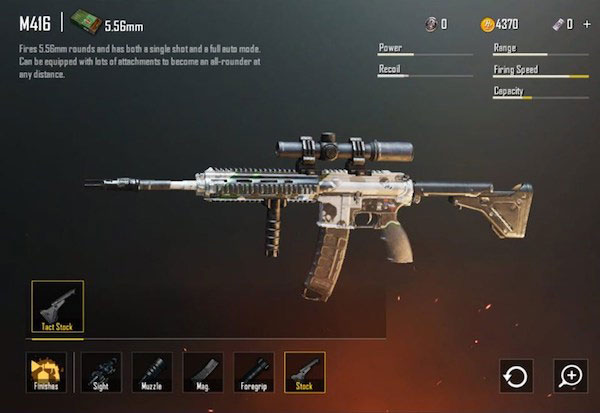 M416 5.56mm 0 4370 0 +
Fires 5.56mm rounds and has both a single shot and a full auto mode.
Can be equipped with lots of attachments to become an all-rounder at
any distance.
Power
Range
Recoil
Firing Speed
Capacity
Tact Stock
Finishes Sight Muzzle Mag. Foregrip Stock